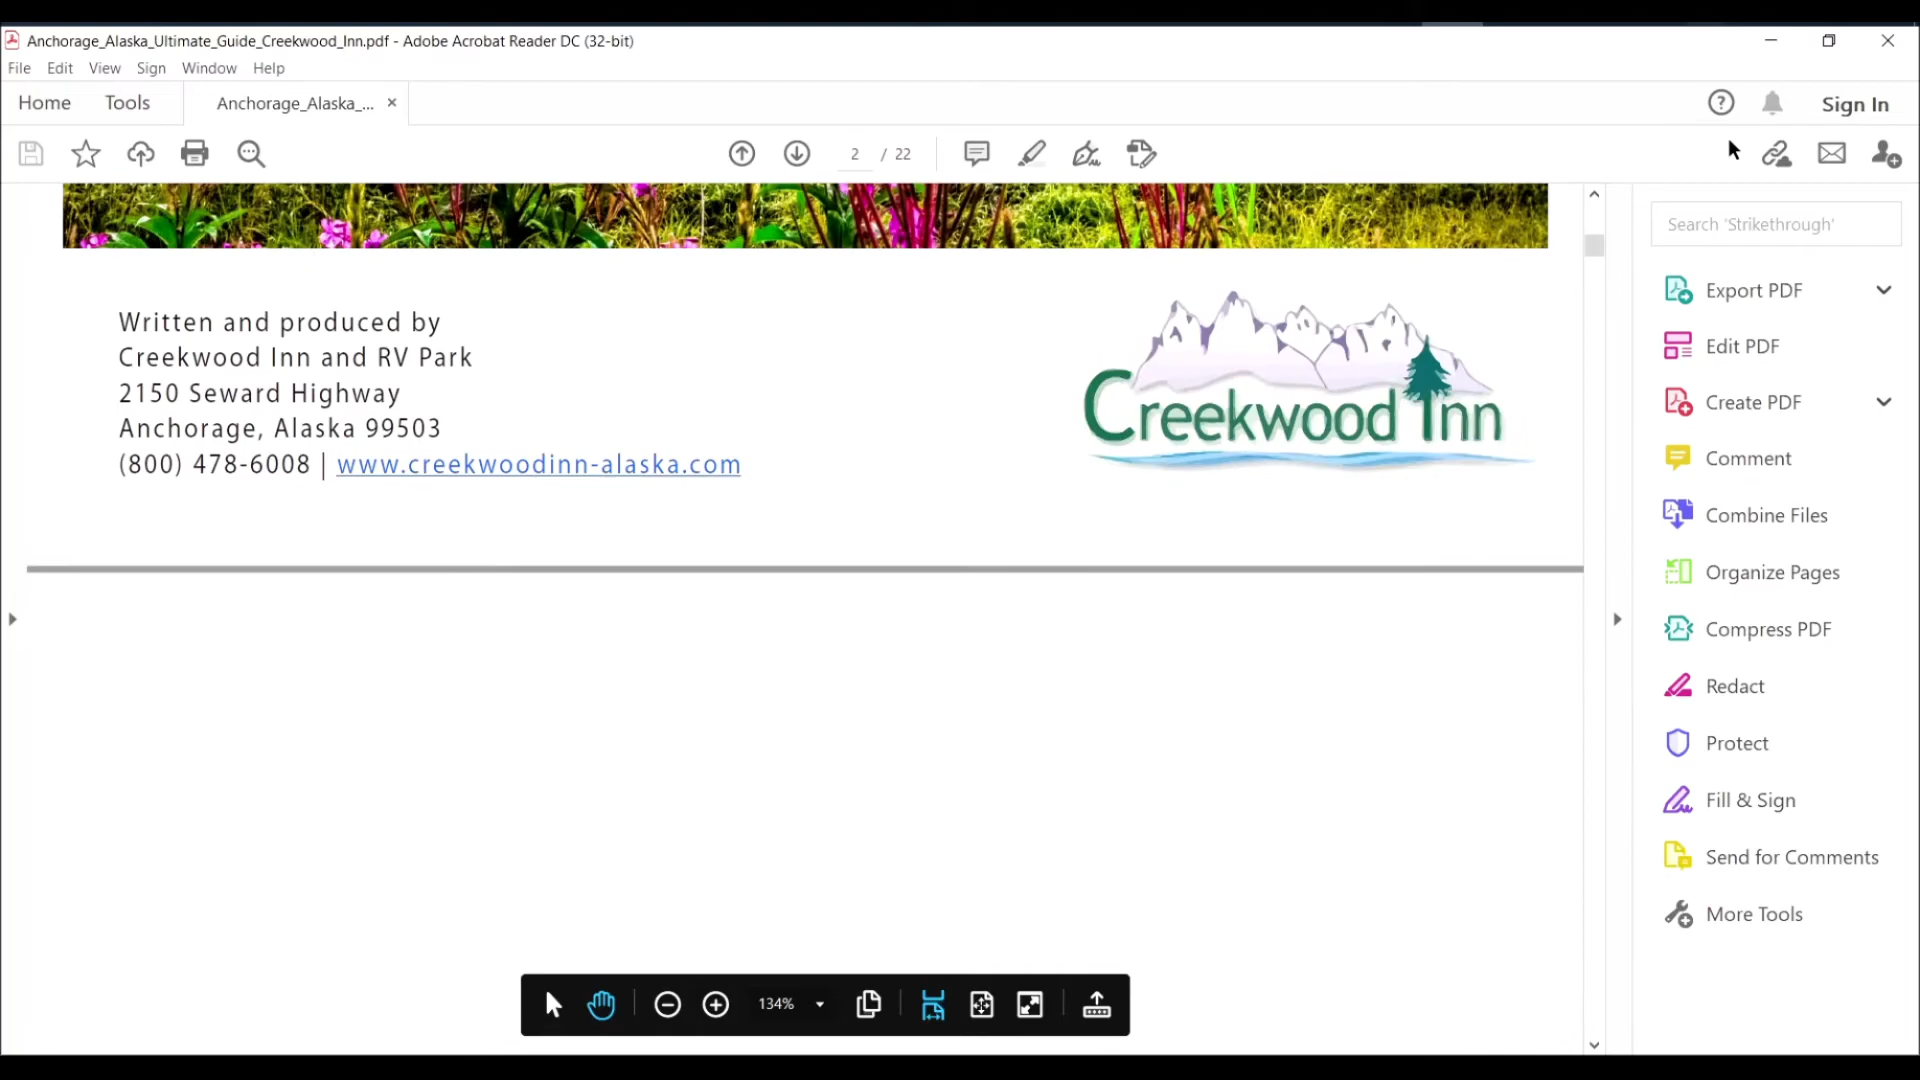 Anchorage_Alaska_Ultimate_Guide_Creekwood_Inn.pdf - Adobe Acrobat Reader DC (32-bit)
File Edit View Sign Window Help
Home Tools Anchorage_Alaska_... Sign In
2 / 22
Search 'Strikethrough'
Export PDF
Edit PDF
Create PDF
Comment
Combine Files
Organize Pages
Compress PDF
Redact
Protect
Fill & Sign
Send for Comments
More Tools
Written and produced by
Creekwood Inn and RV Park
2150 Seward Highway
Anchorage, Alaska 99503
(800) 478-6008 | www.creekwoodinn-alaska.com
Creekwood Inn
134%